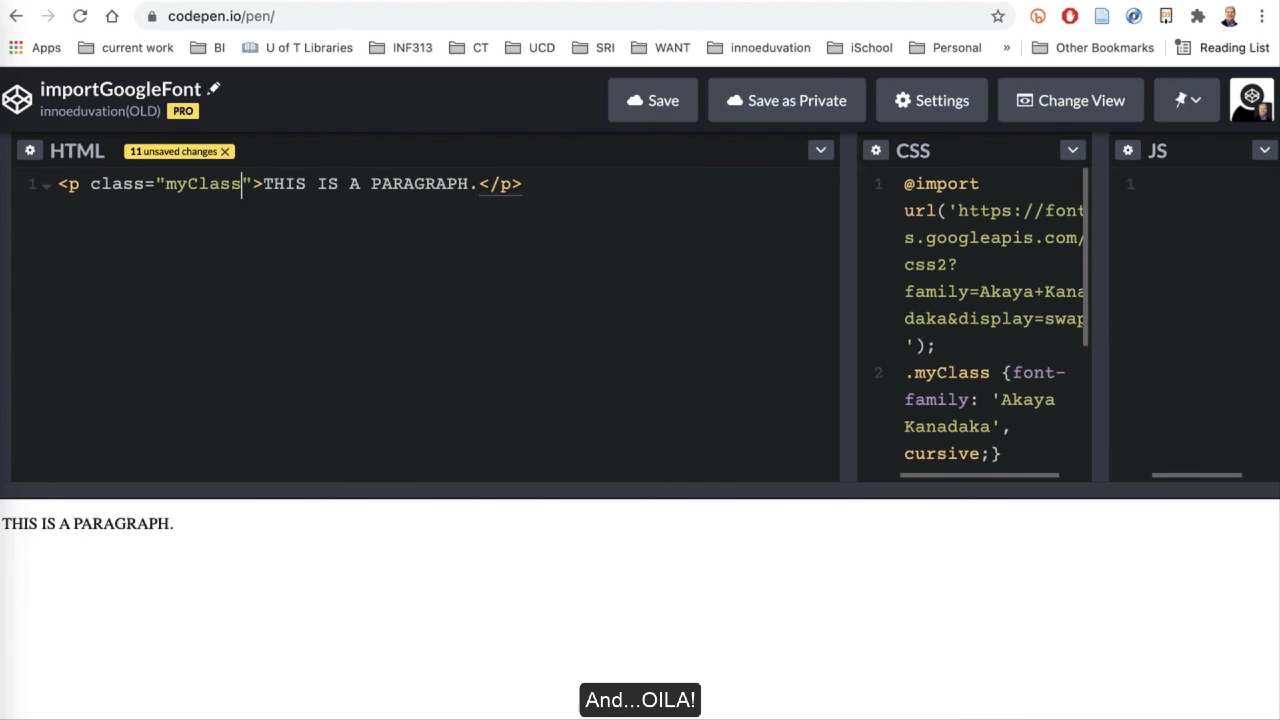 codepen.io/pen/
Apps current work BI U of T Libraries INF313 CT UCD SRI WANT innoeduvation iSchool Personal » Other Bookmarks Reading List
importGoogleFont
innoeduvation(OLD) PRO
Save Save as Private Settings Change View
HTML 11 unsaved changes X
1 <p class="myClass">THIS IS A PARAGRAPH.</p>
CSS
1 @import
url('https://font
s.googleapis.com/
css2?
family=Akaya+Kana
daka&display=swap
');
2 .myClass {font-
family: 'Akaya
Kanadaka',
cursive;}
JS
1
THIS IS A PARAGRAPH.
And...OILA!